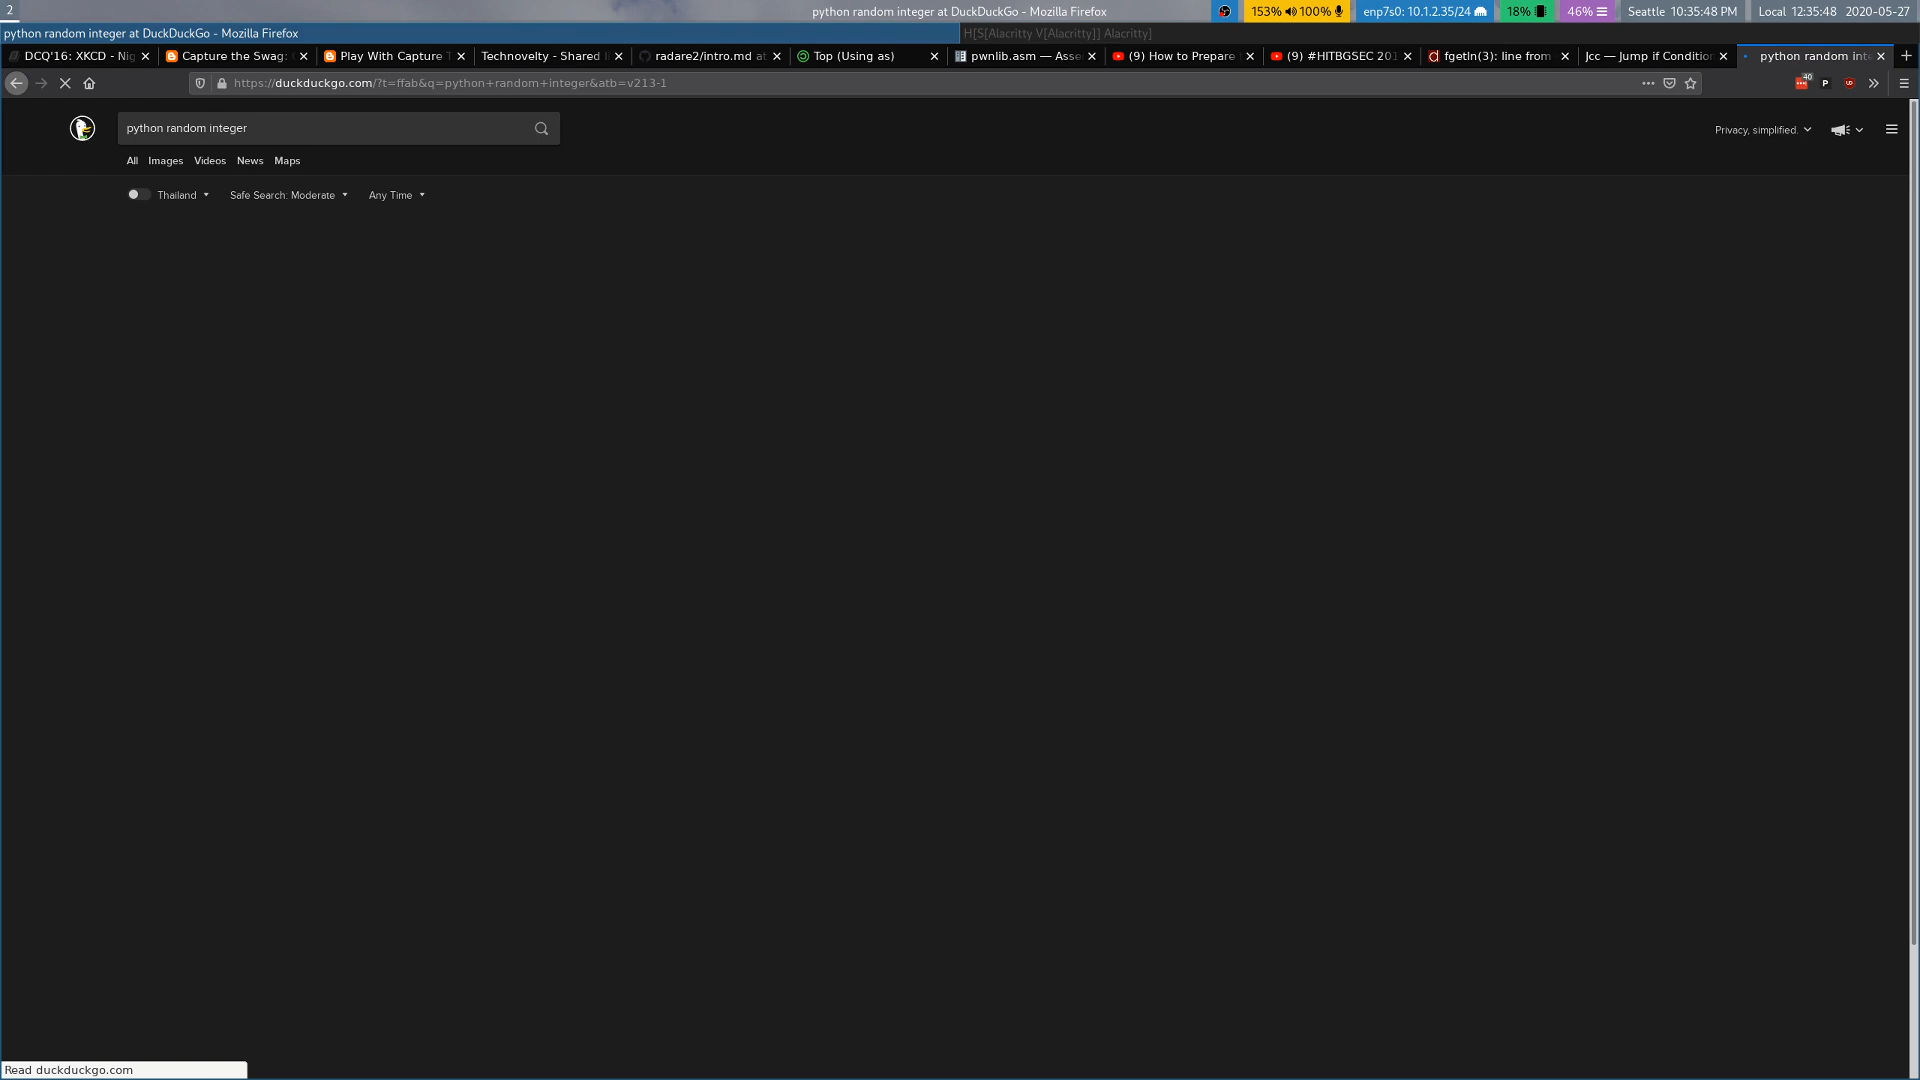 2
python random integer at DuckDuckGo - Mozilla Firefox
153% 100%
enp7s0: 10.1.2.35/24
18%
46%
Seattle 10:35:48 PM
Local 12:35:48 2020-05-27
python random integer at DuckDuckGo - Mozilla Firefox
H[S[Alacritty V[Alacritty]] Alacritty]
DCQ'16: XKCD - Nig
Capture the Swag:
Play With Capture T
Technovelty - Shared l
radare2/intro.md at
Top (Using as)
pwnlib.asm — Asse
(9) How to Prepare
(9) #HITBGSEC 201
fgetln(3): line from
Jcc — Jump if Condition
python random inte
https://duckduckgo.com/?t=ffab&q=python+random+integer&atb=v213-1
40
P
python random integer
Privacy, simplified.
All Images Videos News Maps
Thailand Safe Search: Moderate Any Time
Read duckduckgo.com